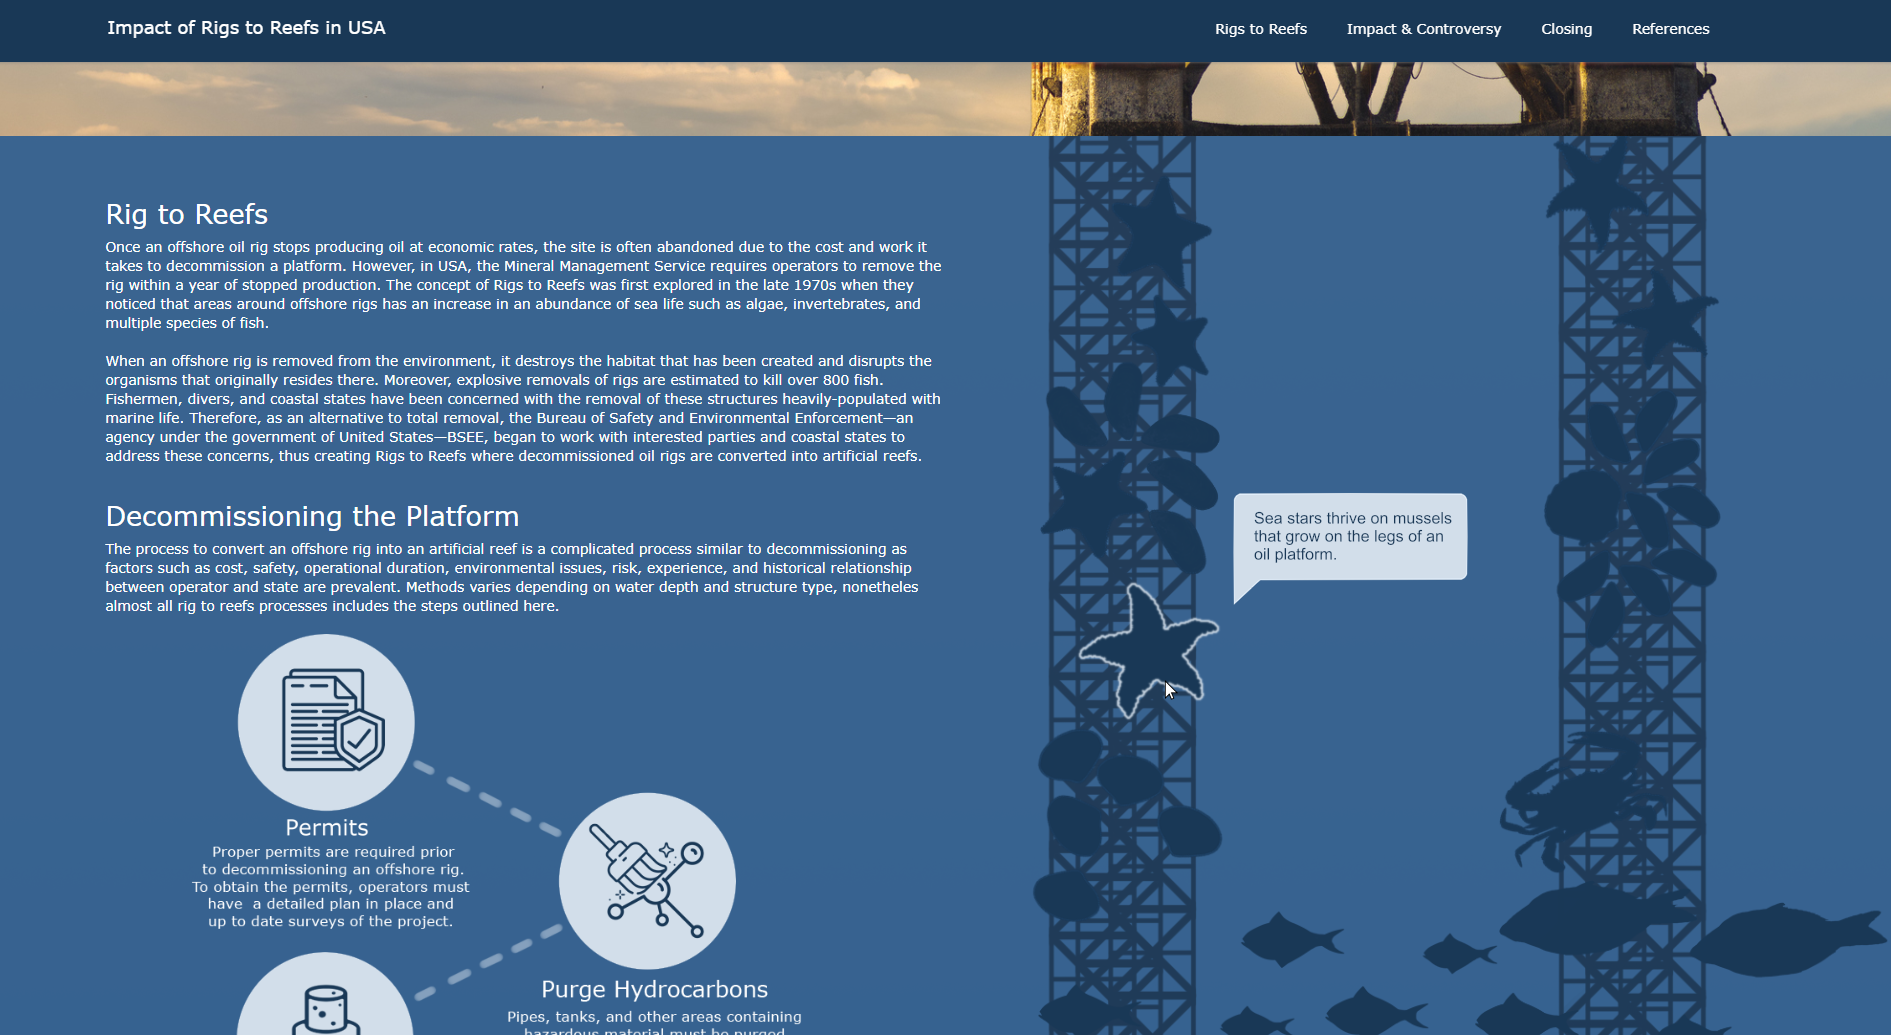 Impact of Rigs to Reefs in USA
Rigs to Reefs
Impact & Controversy
Closing
References
Rig to Reefs
Once an offshore oil rig stops producing oil at economic rates, the site is often abandoned due to the cost and work it
takes to decommission a platform. However, in USA, the Mineral Management Service requires operators to remove the
rig within a year of stopped production. The concept of Rigs to Reefs was first explored in the late 1970s when they
noticed that areas around offshore rigs has an increase in an abundance of sea life such as algae, invertebrates, and
multiple species of fish.
When an offshore rig is removed from the environment, it destroys the habitat that has been created and disrupts the
organisms that originally resides there. Moreover, explosive removals of rigs are estimated to kill over 800 fish.
Fishermen, divers, and coastal states have been concerned with the removal of these structures heavily-populated with
marine life. Therefore, as an alternative to total removal, the Bureau of Safety and Environmental Enforcement—an
agency under the government of United States—BSEE, began to work with interested parties and coastal states to
address these concerns, thus creating Rigs to Reefs where decommissioned oil rigs are converted into artificial reefs.
Decommissioning the Platform
The process to convert an offshore rig into an artificial reef is a complicated process similar to decommissioning as
factors such as cost, safety, operational duration, environmental issues, risk, experience, and historical relationship
between operator and state are prevalent. Methods varies depending on water depth and structure type, nonetheles
almost all rig to reefs processes includes the steps outlined here.
Sea stars thrive on mussels
that grow on the legs of an
oil platform.
Permits
Proper permits are required prior
to decommissioning an offshore rig.
To obtain the permits, operators must
have a detailed plan in place and
up to date surveys of the project.
Purge Hydrocarbons
Pipes, tanks, and other areas containing
hazardous material must be purged